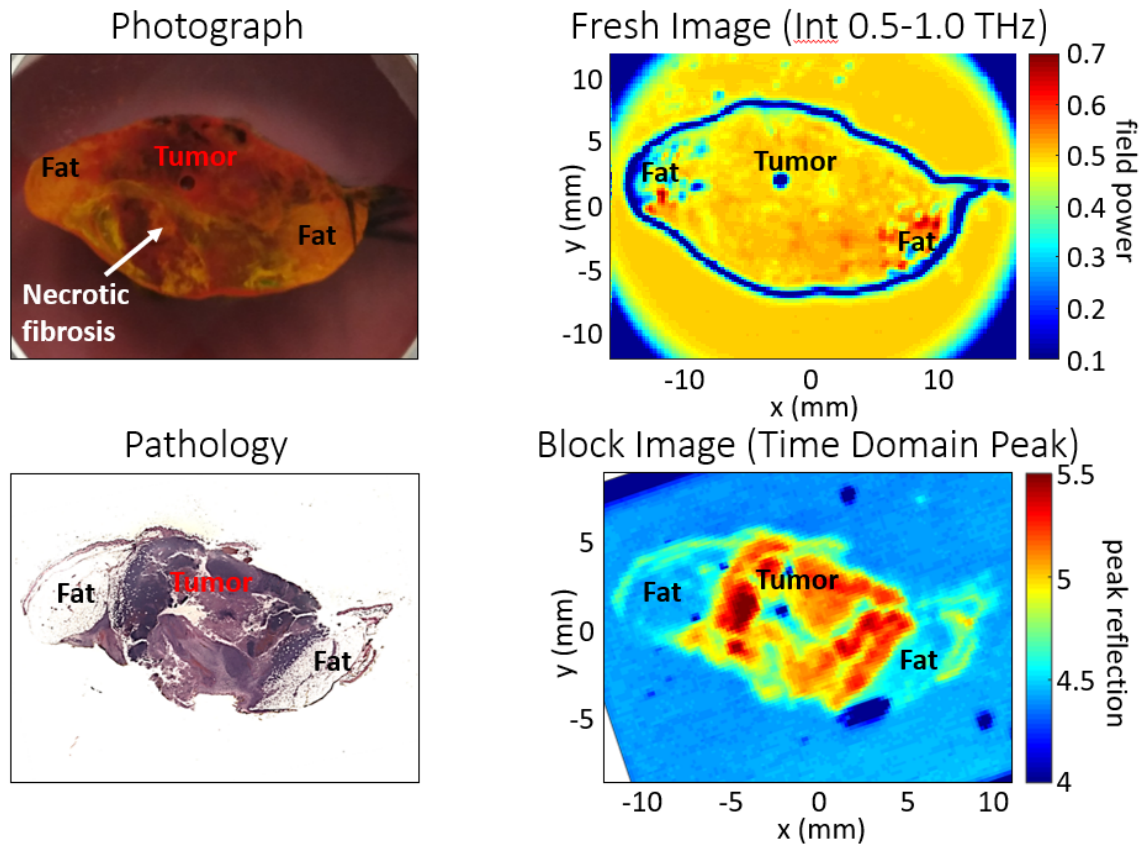 Photograph
Fat
Tumor
Fat
Necrotic
fibrosis
Fresh Image (Int 0.5-1.0 THz)
10
5
0
-5
-10
y (mm)
Fat
Tumor
Fat
-10
0
10
x (mm)
0.7
0.6
0.5
0.4
0.3
0.2
0.1
field power
Pathology
Fat
Tumor
Fat
Block Image (Time Domain Peak)
5
0
-5
y (mm)
Fat
Tumor
Fat
-10
-5
0
5
10
x (mm)
5.5
5
4.5
4
peak reflection